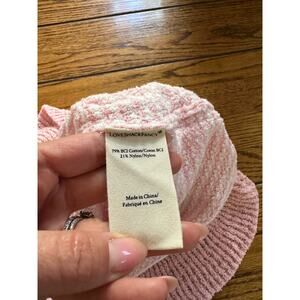 LOVESHACKFANCY
79% BCI Cotton/Coton BCI
21% Nylon/Nylon
Made in China/
Fabriqué en Chine